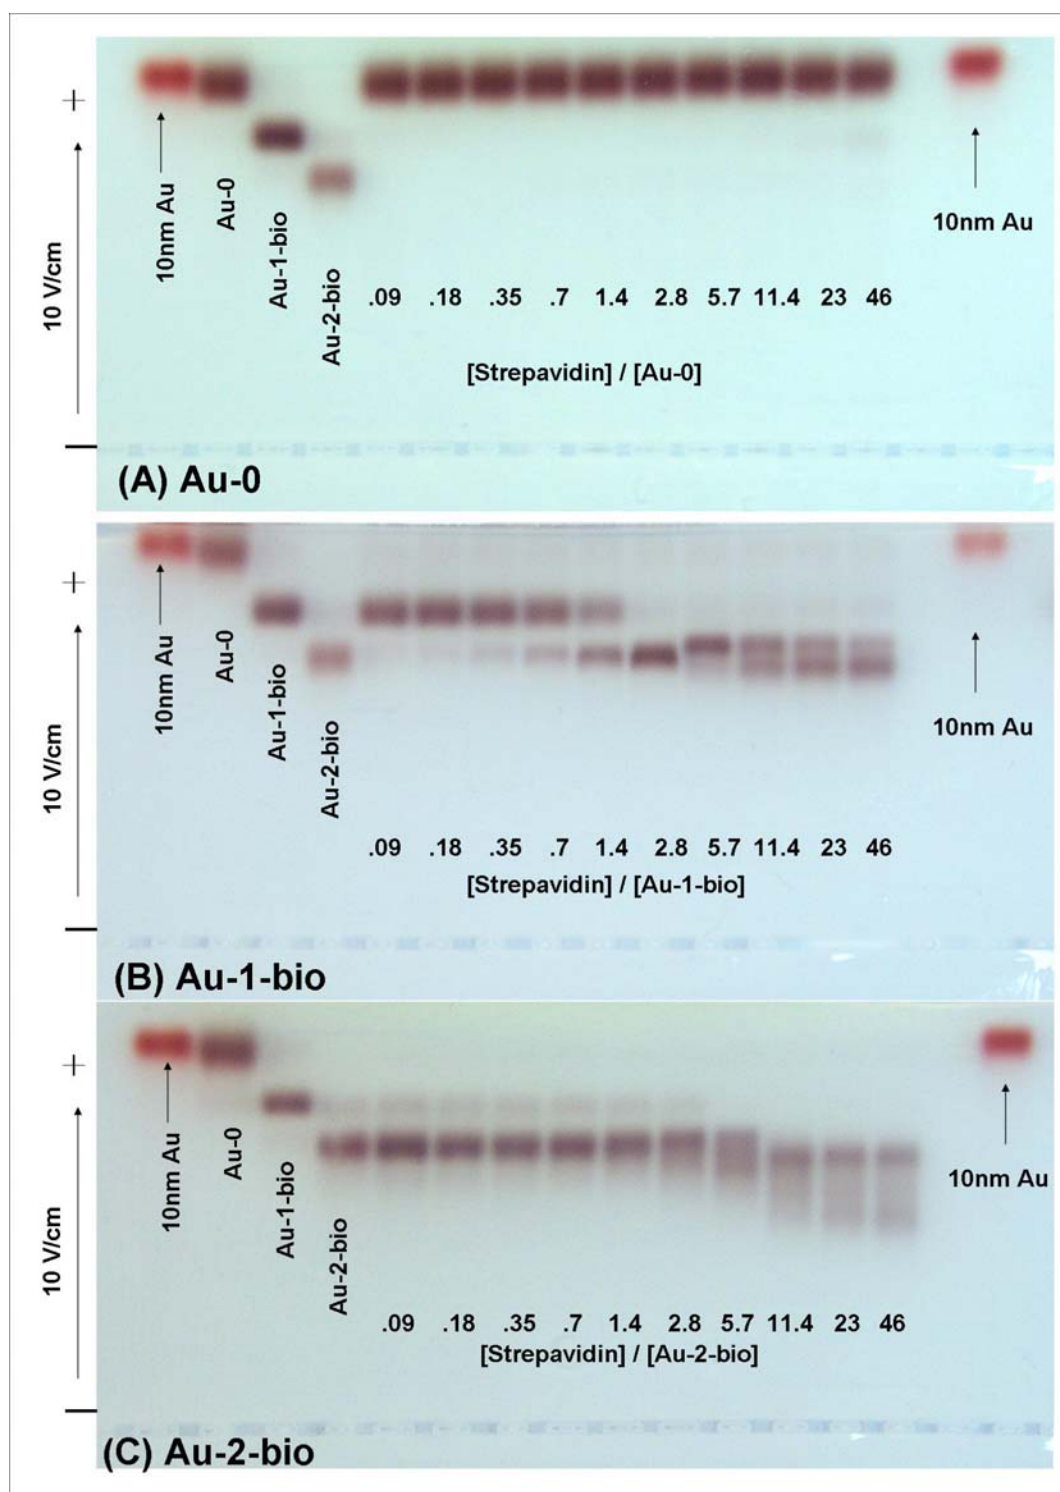 +
10 V/cm
10nm Au
Au-0
Au-1-bio
Au-2-bio
10nm Au
.09 .18 .35 .7 1.4 2.8 5.7 11.4 23 46
[Strepavidin] / [Au-0]
(A) Au-0
+
10 V/cm
10nm Au
Au-0
Au-1-bio
Au-2-bio
10nm Au
.09 .18 .35 .7 1.4 2.8 5.7 11.4 23 46
[Strepavidin] / [Au-1-bio]
(B) Au-1-bio
+
10 V/cm
10nm Au
Au-0
Au-1-bio
Au-2-bio
10nm Au
.09 .18 .35 .7 1.4 2.8 5.7 11.4 23 46
[Strepavidin] / [Au-2-bio]
(C) Au-2-bio